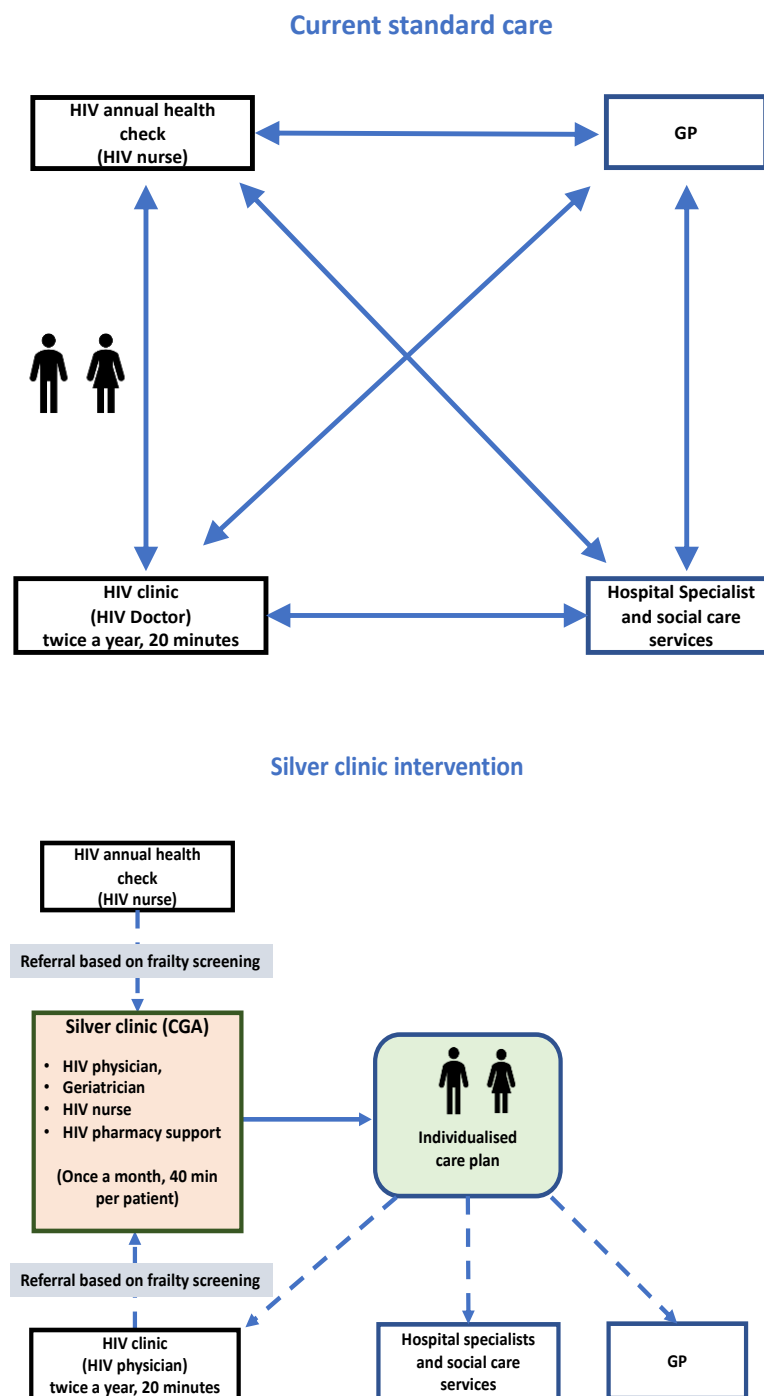 Current standard care
HIV annual health
check
(HIV nurse)
GP
HIV clinic
(HIV Doctor)
twice a year, 20 minutes
Hospital Specialist
and social care
services
Silver clinic intervention
HIV annual health
check
(HIV nurse)
Referral based on frailty screening
Silver clinic (CGA)
• HIV physician,
• Geriatrician
• HIV nurse
• HIV pharmacy support
(Once a month, 40 min
per patient)
Individualised
care plan
Referral based on frailty screening
HIV clinic
(HIV physician)
twice a year, 20 minutes
Hospital specialists
and social care
services
GP